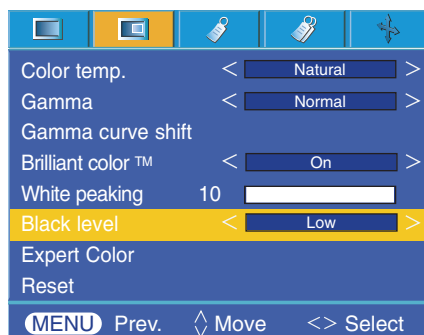 Color temp. < Natural >
Gamma < Normal >
Gamma curve shift
Brilliant color ™ < On >
White peaking 10
Black level < Low >
Expert Color
Reset
MENU Prev. Move <> Select